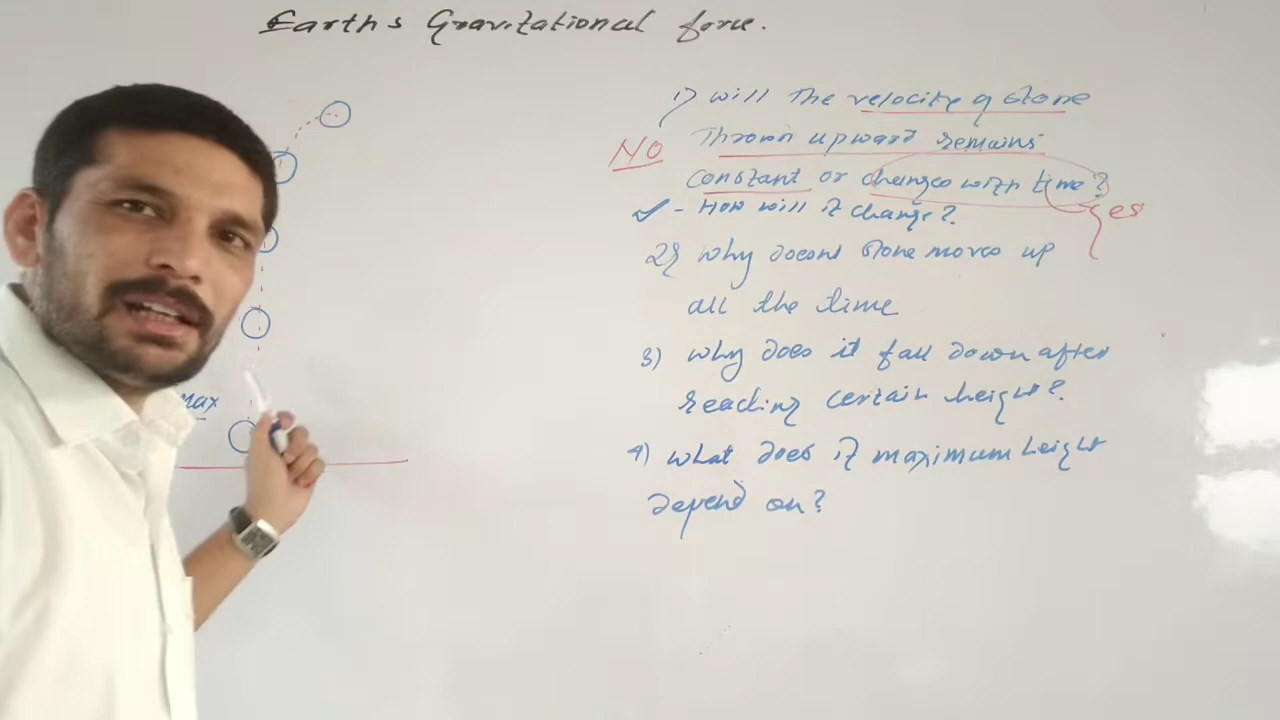 Earths Gravitational force.
1) will the velocity of stone
NO
Thrown upward remains
constant or changes with time?
- How will it change?
yes
2) why doesnt stone moves up
all the time
3) why does it fall down after
reaching certain height?
4) what does it maximum height
depend on?
max